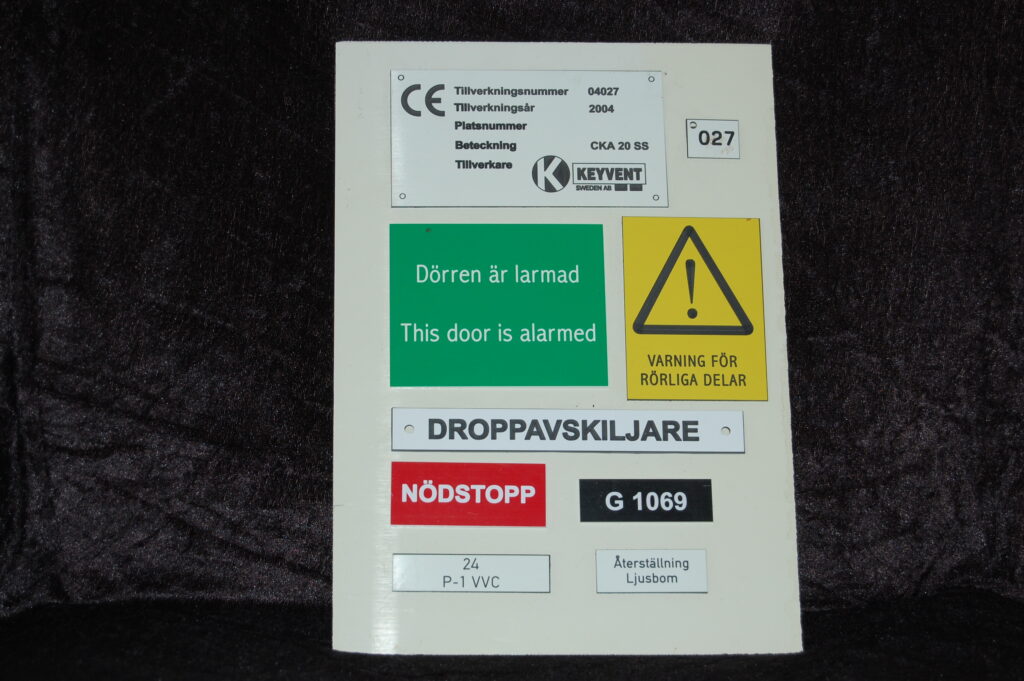 CE
Tillverkningsnummer 04027
Tillverkningsår 2004
Platsnummer
Beteckning CKA 20 SS
Tillverkare
K KEYVENT
SWEDEN AB
027
Dörren är larmad
This door is alarmed
!
VARNING FÖR
RÖRLIGA DELAR
DROPPAVSKILJARE
NÖDSTOPP
G 1069
24
P-1 VVC
Återställning
Ljusbom